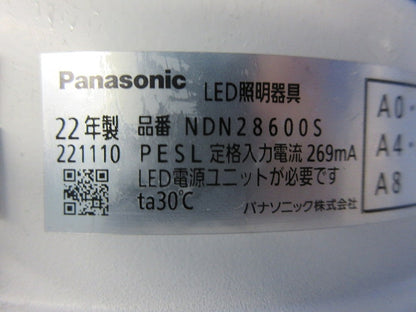 Panasonic LED照明器具
22年製 品番 NDN28600S
221110 PESL 定格入力電流 269mA
LED電源ユニットが必要です
ta30℃
パナソニック株式会社
A0
A4
A8